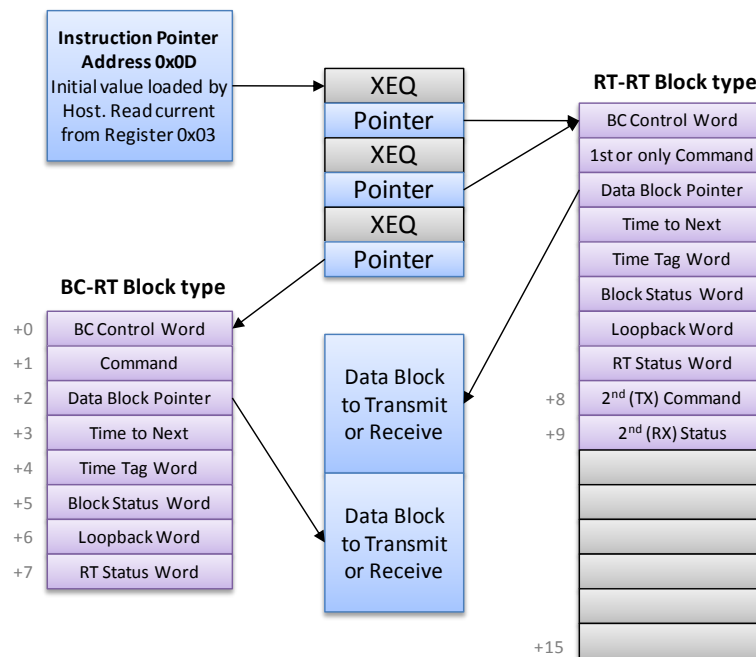 Instruction Pointer
Address 0x0D
Initial value loaded by
Host. Read current
from Register 0x03
XEQ
Pointer
XEQ
Pointer
XEQ
Pointer
RT-RT Block type
BC Control Word
1st or only Command
Data Block Pointer
Time to Next
Time Tag Word
Block Status Word
Loopback Word
RT Status Word
+8 2nd (TX) Command
+9 2nd (RX) Status
+15
BC-RT Block type
+0 BC Control Word
+1 Command
+2 Data Block Pointer
+3 Time to Next
+4 Time Tag Word
+5 Block Status Word
+6 Loopback Word
+7 RT Status Word
Data Block
to Transmit
or Receive
Data Block
to Transmit
or Receive